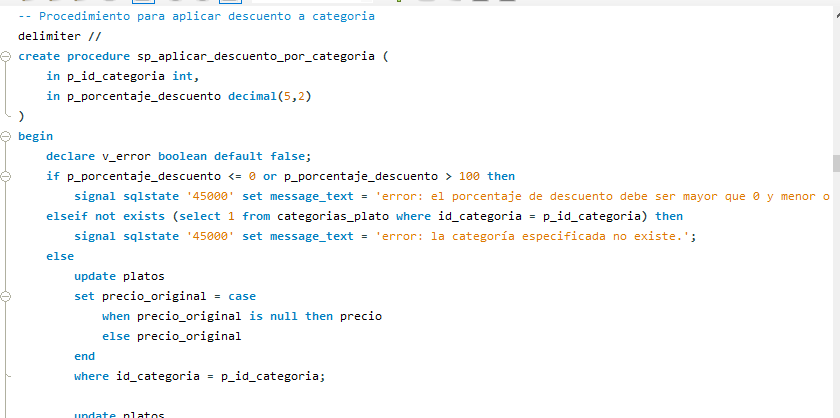 -- Procedimiento para aplicar descuento a categoria
delimiter //
create procedure sp_aplicar_descuento_por_categoria (
    in p_id_categoria int,
    in p_porcentaje_descuento decimal(5,2)
)
begin
    declare v_error boolean default false;
    if p_porcentaje_descuento <= 0 or p_porcentaje_descuento > 100 then
        signal sqlstate '45000' set message_text = 'error: el porcentaje de descuento debe ser mayor que 0 y menor o
    elseif not exists (select 1 from categorias_plato where id_categoria = p_id_categoria) then
        signal sqlstate '45000' set message_text = 'error: la categoría especificada no existe.';
    else
        update platos
        set precio_original = case
            when precio_original is null then precio
            else precio_original
        end
        where id_categoria = p_id_categoria;
        update platos